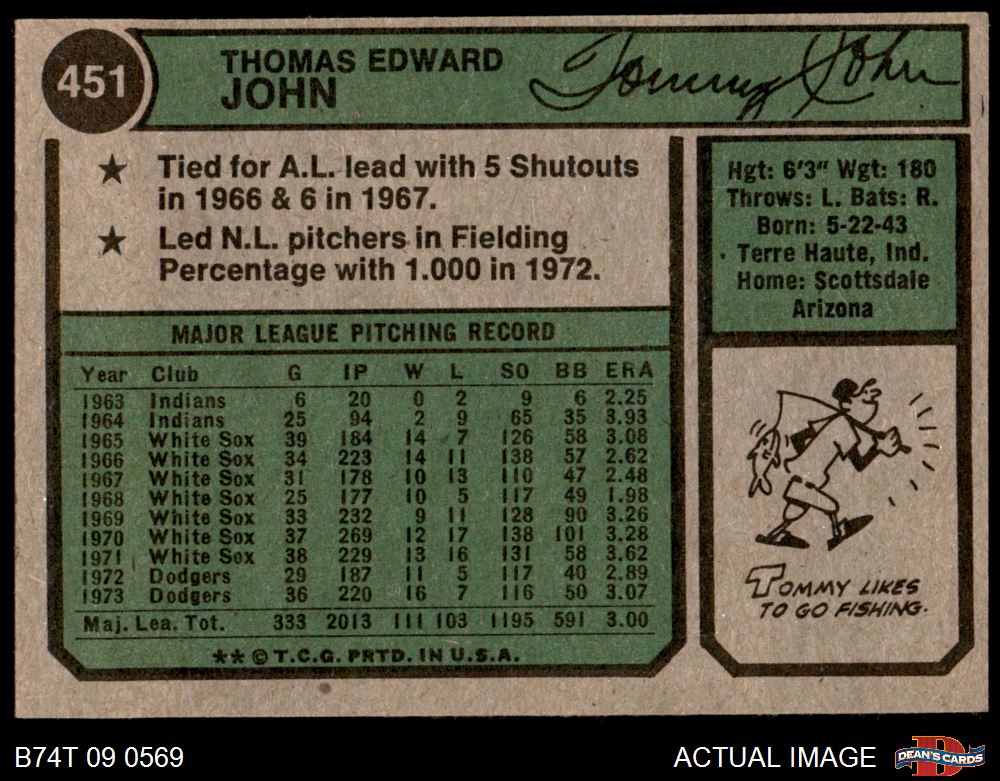 451
THOMAS EDWARD
JOHN
Tommy John
★ Tied for A.L. lead with 5 Shutouts
in 1966 & 6 in 1967.
★ Led N.L. pitchers in Fielding
Percentage with 1.000 in 1972.
Hgt: 6'3" Wgt: 180
Throws: L. Bats: R.
Born: 5-22-43
Terre Haute, Ind.
Home: Scottsdale
Arizona
MAJOR LEAGUE PITCHING RECORD
Year Club G IP W L SO BB ERA
1963 Indians 6 20 0 2 9 6 2.25
1964 Indians 25 94 2 9 65 35 3.93
1965 White Sox 39 184 14 7 126 58 3.08
1966 White Sox 34 223 14 11 138 57 2.62
1967 White Sox 31 178 10 13 110 47 2.48
1968 White Sox 25 177 10 5 117 49 1.98
1969 White Sox 33 232 9 11 128 90 3.26
1970 White Sox 37 269 12 17 138 101 3.28
1971 White Sox 38 229 13 16 131 58 3.62
1972 Dodgers 29 187 11 5 117 40 2.89
1973 Dodgers 36 220 16 7 116 50 3.07
Maj. Lea. Tot. 333 2013 111 103 1195 591 3.00
★★ © T.C.G. PRTD. IN U.S.A.
TOMMY LIKES
TO GO FISHING.
B74T 09 0569
ACTUAL IMAGE
D
DEAN'S CARDS